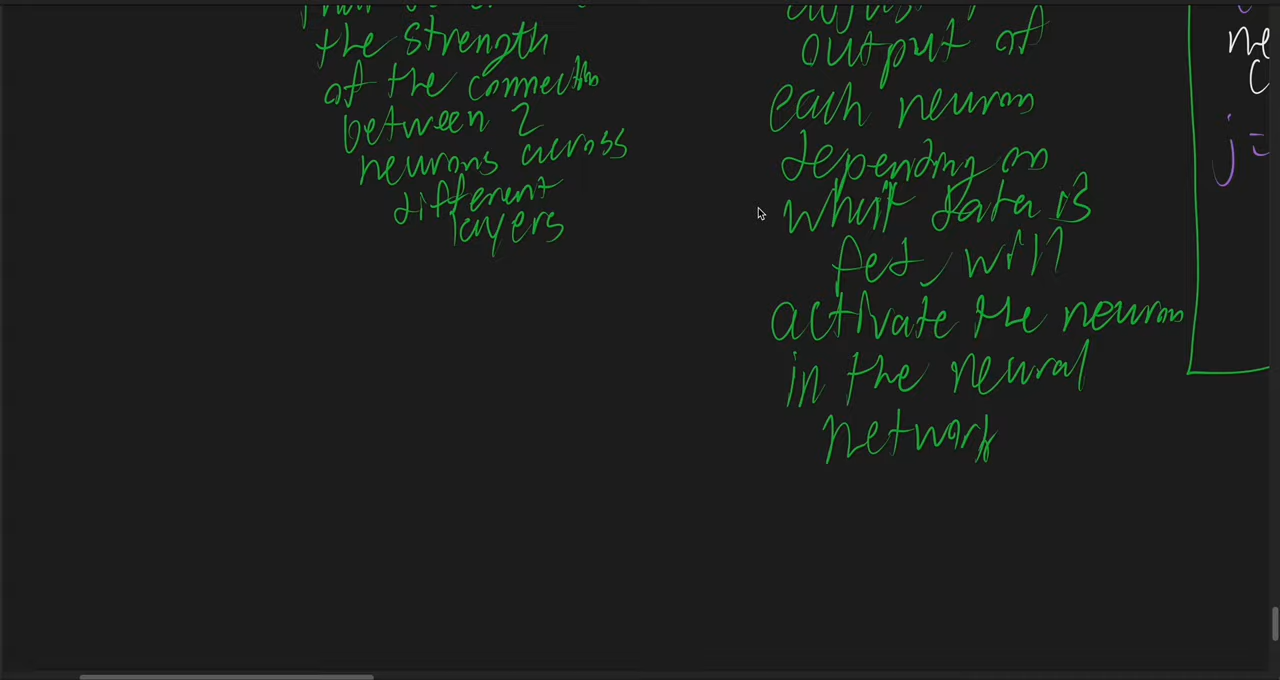 the strength
of the connection
between 2
neurons across
different
layers
output of
each neuron
depending on
what data is
fed, will
activate the neuron
in the neural
network
ne
C
j=